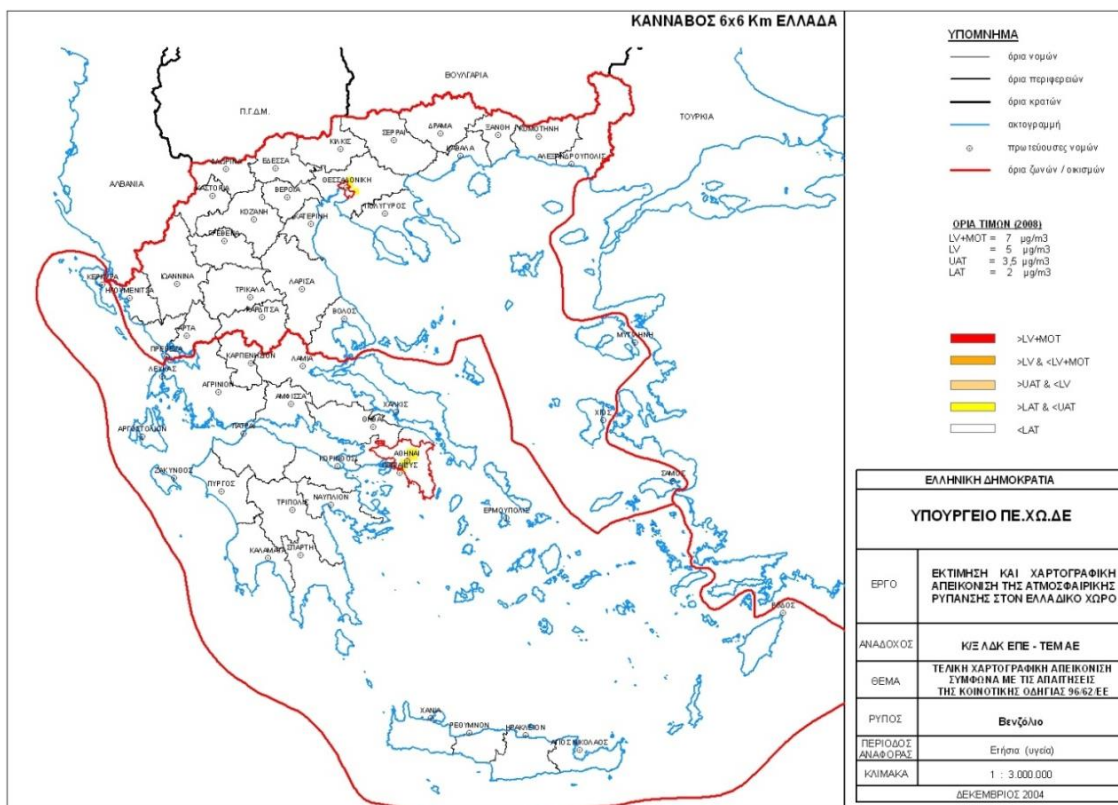 ΚΑΝΝΑΒΟΣ 6x6 Km ΕΛΛΑΔΑ
ΒΟΥΛΓΑΡΙΑ
Π.Γ.Δ.Μ.
ΤΟΥΡΚΙΑ
ΑΛΒΑΝΙΑ
ΔΡΑΜΑ
ΞΑΝΘΗ
ΚΟΜΟΤΗΝΗ
ΣΕΡΡΑΙ
ΚΙΛΚΙΣ
ΚΑΒΑΛΑ
ΑΛΕΞΑΝΔΡΟΥΠΟΛΙΣ
ΦΛΩΡΙΝΑ
ΕΔΕΣΣΑ
ΘΕΣΣΑΛΟΝΙΚΗ
ΚΑΣΤΟΡΙΑ
ΒΕΡΟΙΑ
ΠΟΛΥΓΥΡΟΣ
ΚΟΖΑΝΗ
ΚΑΤΕΡΙΝΗ
ΓΡΕΒΕΝΑ
ΚΕΡΚΥΡΑ
ΙΩΑΝΝΙΝΑ
ΗΓΟΥΜΕΝΙΤΣΑ
ΤΡΙΚΑΛΑ
ΛΑΡΙΣΑ
ΚΑΡΔΙΤΣΑ
ΒΟΛΟΣ
ΑΡΤΑ
ΜΥΤΙΛΗΝΗ
ΠΡΕΒΕΖΑ
ΚΑΡΠΕΝΗΣΙΟΝ
ΛΑΜΙΑ
ΛΕΥΚΑΣ
ΑΓΡΙΝΙΟΝ
ΑΜΦΙΣΣΑ
ΧΑΛΚΙΣ
ΧΙΟΣ
ΘΗΒΑΣ
ΑΡΓΟΣΤΟΛΙΟΝ
ΠΑΤΡΑΙ
ΑΘΗΝΑΙ
ΚΟΡΙΝΘΟΣ
ΖΑΚΥΝΘΟΣ
ΣΑΜΟΣ
ΠΥΡΓΟΣ
ΤΡΙΠΟΛΙΣ
ΝΑΥΠΛΙΟΝ
ΕΡΜΟΥΠΟΛΙΣ
ΚΑΛΑΜΑΤΑ
ΣΠΑΡΤΗ
ΡΟΔΟΣ
ΧΑΝΙΑ
ΡΕΘΥΜΝΟΝ
ΗΡΑΚΛΕΙΟΝ
ΑΓΙΟΣ ΝΙΚΟΛΑΟΣ
ΥΠΟΜΝΗΜΑ
όρια νομών
όρια περιφερειών
όρια κρατών
ακτογραμμή
πρωτεύουσες νομών
όρια ζωνών / οικισμών
ΟΡΙΑ ΤΙΜΩΝ (2008)
LV+MOT = 7 μg/m3
LV = 5 μg/m3
UAT = 3,5 μg/m3
LAT = 2 μg/m3
>LV+MOT
>LV & <LV+MOT
>UAT & <LV
>LAT & <UAT
<LAT
ΕΛΛΗΝΙΚΗ ΔΗΜΟΚΡΑΤΙΑ
ΥΠΟΥΡΓΕΙΟ ΠΕ.ΧΩ.ΔΕ
ΕΡΓΟ
ΕΚΤΙΜΗΣΗ ΚΑΙ ΧΑΡΤΟΓΡΑΦΙΚΗ
ΑΠΕΙΚΟΝΙΣΗ ΤΗΣ ΑΤΜΟΣΦΑΙΡΙΚΗΣ
ΡΥΠΑΝΣΗΣ ΣΤΟΝ ΕΛΛΑΔΙΚΟ ΧΩΡΟ
ΑΝΑΔΟΧΟΣ
Κ/Ξ ΛΔΚ ΕΠΕ - ΤΕΜ ΑΕ
ΘΕΜΑ
ΤΕΛΙΚΗ ΧΑΡΤΟΓΡΑΦΙΚΗ ΑΠΕΙΚΟΝΙΣΗ
ΣΥΜΦΩΝΑ ΜΕ ΤΙΣ ΑΠΑΙΤΗΣΕΙΣ
ΤΗΣ ΚΟΙΝΟΤΙΚΗΣ ΟΔΗΓΙΑΣ 96/62/ΕΕ
ΡΥΠΟΣ
Βενζόλιο
ΠΕΡΙΟΔΟΣ
ΑΝΑΦΟΡΑΣ
Ετήσια (υγεία)
ΚΛΙΜΑΚΑ
1 : 3.000.000
ΔΕΚΕΜΒΡΙΟΣ 2004